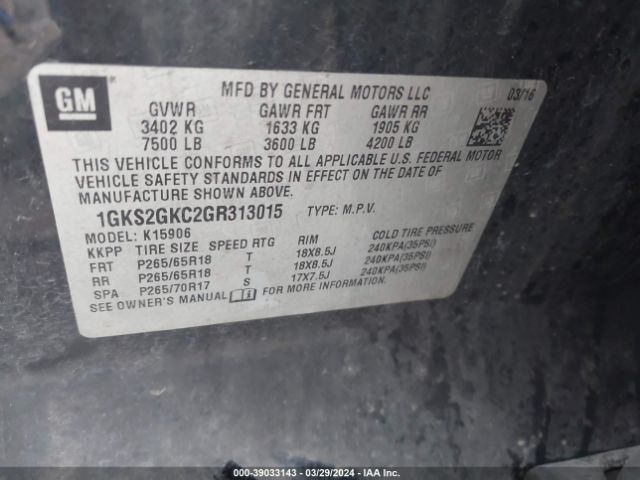 GM
MFD BY GENERAL MOTORS LLC 03/16
GVWR GAWR FRT GAWR RR
3402 KG 1633 KG 1905 KG
7500 LB 3600 LB 4200 LB
THIS VEHICLE CONFORMS TO ALL APPLICABLE U.S. FEDERAL MOTOR
VEHICLE SAFETY STANDARDS IN EFFECT ON THE DATE OF
MANUFACTURE SHOWN ABOVE.
1GKS2GKC2GR313015 TYPE: M.P.V.
MODEL: K15906
KKPP TIRE SIZE SPEED RTG RIM COLD TIRE PRESSURE
FRT P265/65R18 T 18X8.5J 240KPA(35PSI)
RR P265/65R18 T 18X8.5J 240KPA(35PSI)
SPA P265/70R17 S 17X7.5J 240KPA(35PSI)
SEE OWNER'S MANUAL FOR MORE INFORMATION.
000-39033143 — 03/29/2024 — IAA Inc.